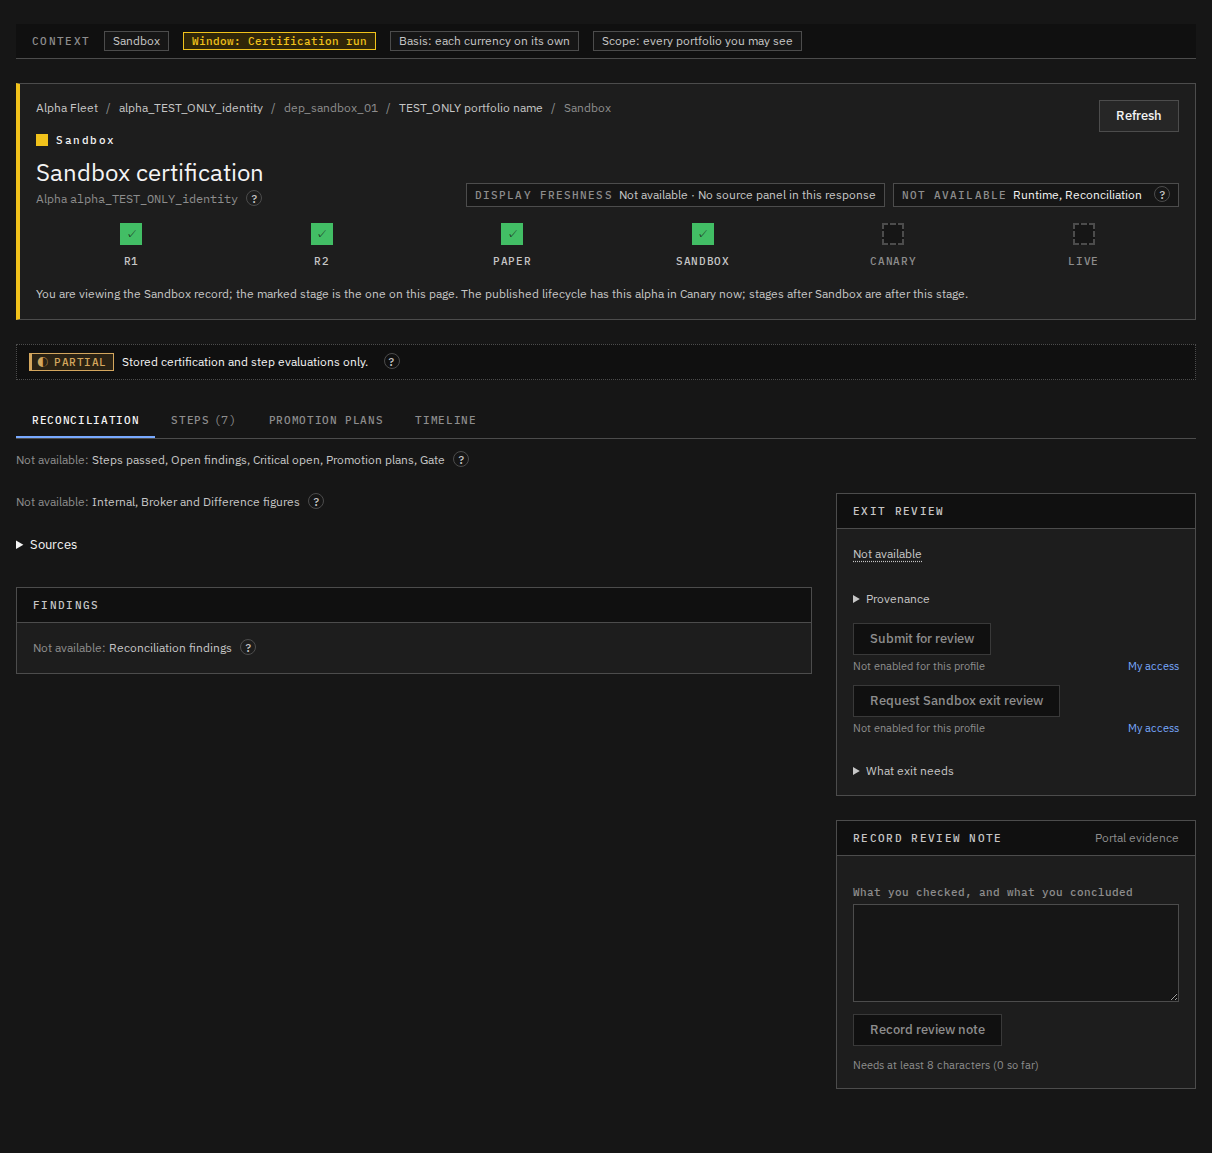 CONTEXT Sandbox Window: Certification run Basis: each currency on its own Scope: every portfolio you may see
Alpha Fleet / alpha_TEST_ONLY_identity / dep_sandbox_01 / TEST_ONLY portfolio name / Sandbox
Refresh
Sandbox
Sandbox certification
Alpha alpha_TEST_ONLY_identity ?
DISPLAY FRESHNESS Not available · No source panel in this response
NOT AVAILABLE Runtime, Reconciliation ?
✓ ✓ ✓ ✓
R1 R2 PAPER SANDBOX CANARY LIVE
You are viewing the Sandbox record; the marked stage is the one on this page. The published lifecycle has this alpha in Canary now; stages after Sandbox are after this stage.
PARTIAL Stored certification and step evaluations only. ?
RECONCILIATION STEPS (7) PROMOTION PLANS TIMELINE
Not available: Steps passed, Open findings, Critical open, Promotion plans, Gate ?
Not available: Internal, Broker and Difference figures ?
Sources
FINDINGS
Not available: Reconciliation findings ?
EXIT REVIEW
Not available
Provenance
Submit for review
Not enabled for this profile My access
Request Sandbox exit review
Not enabled for this profile My access
What exit needs
RECORD REVIEW NOTE Portal evidence
What you checked, and what you concluded
Record review note
Needs at least 8 characters (0 so far)